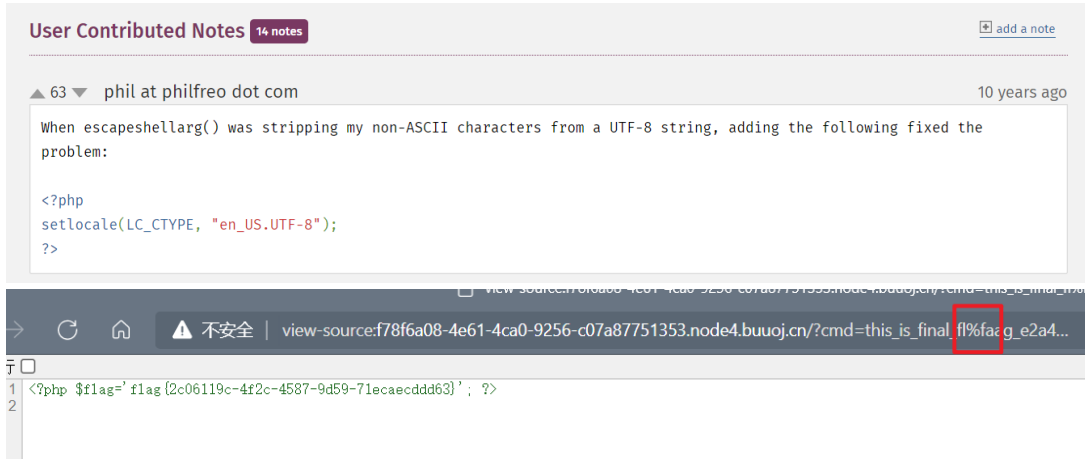 User Contributed Notes 14 notes
add a note
63 phil at philfreo dot com
10 years ago
When escapeshellarg() was stripping my non-ASCII characters from a UTF-8 string, adding the following fixed the
problem:
<?php
setlocale(LC_CTYPE, "en_US.UTF-8");
?>
不安全 | view-source:f78f6a08-4e61-4ca0-9256-c07a87751353.node4.buuoj.cn/?cmd=this_is_final_fl%faag_e2a4...
1 <?php $flag='flag{2c06119c-4f2c-4587-9d59-71ecaecddd63}'; ?>
2